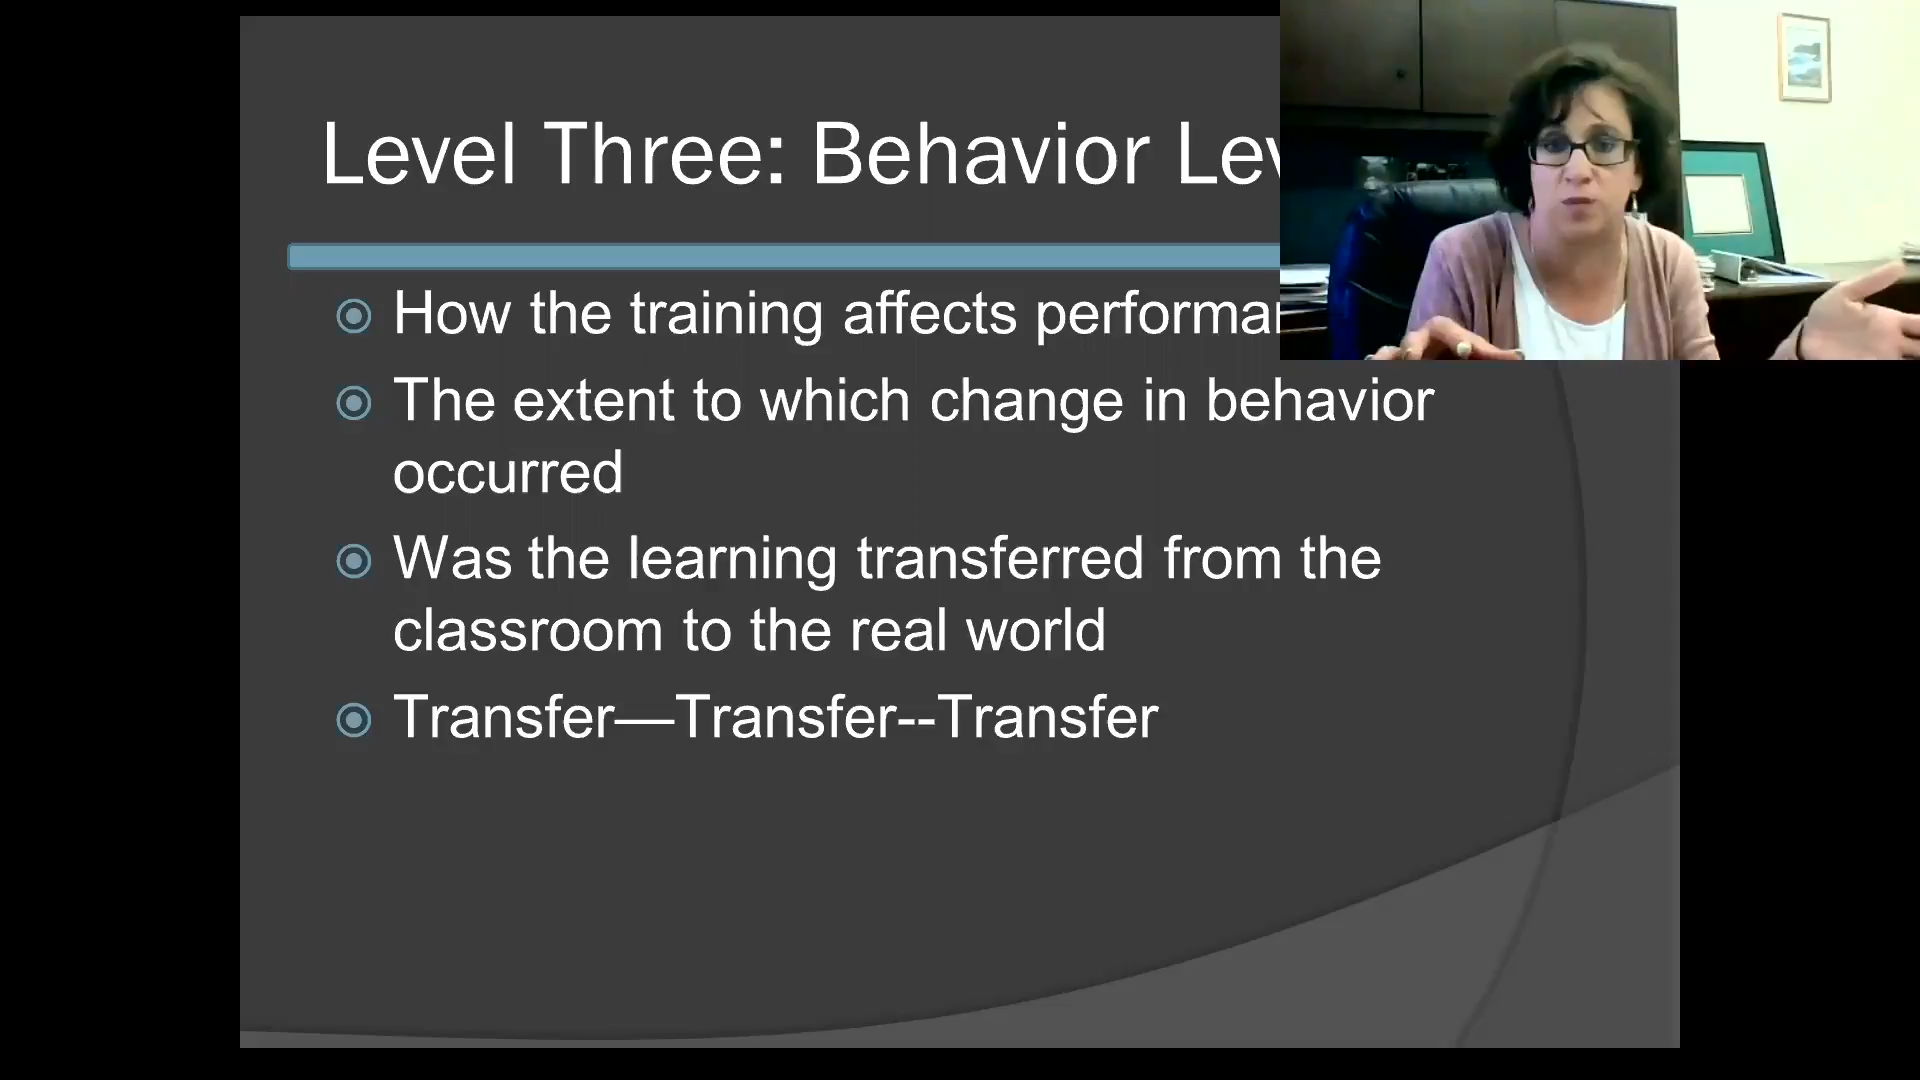 Level Three: Behavior Lev
How the training affects performan
The extent to which change in behavior
occurred
Was the learning transferred from the
classroom to the real world
Transfer—Transfer--Transfer